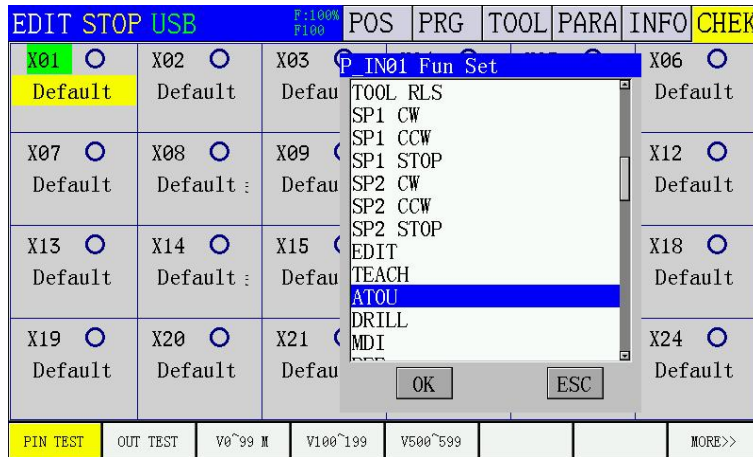 EDIT STOP USB F:100% F100 POS PRG TOOL PARA INFO CHEK
X01 X02 X03 X06
Default Default Defau Default
P_IN01 Fun Set
TOOL RLS
SP1 CW
SP1 CCW
SP1 STOP
SP2 CW
SP2 CCW
SP2 STOP
EDIT
TEACH
ATOU
DRILL
MDI
OK ESC
X07 X08 X09 X12
Default Default Defau Default
X13 X14 X15 X18
Default Default Defau Default
X19 X20 X21 X24
Default Default Defau Default
PIN TEST OUT TEST V0~99 M V100~199 V500~599 MORE>>